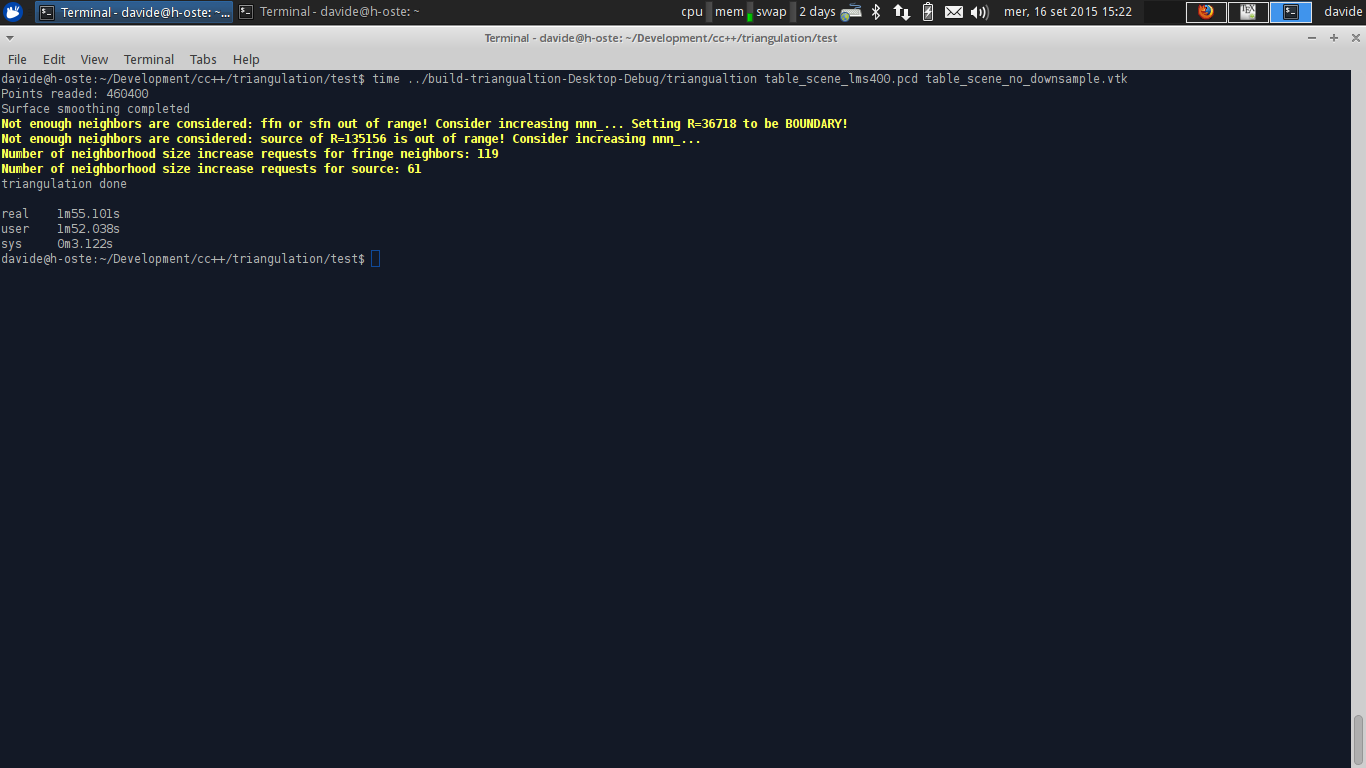 Terminal - davide@h-oste: ~... Terminal - davide@h-oste: ~ cpu mem swap 2 days mer, 16 set 2015 15:22 davide
Terminal - davide@h-oste: ~/Development/cc++/triangulation/test
File Edit View Terminal Tabs Help
davide@h-oste:~/Development/cc++/triangulation/test$ time ../build-triangualtion-Desktop-Debug/triangualtion table_scene_lms400.pcd table_scene_no_downsample.vtk
Points readed: 460400
Surface smoothing completed
Not enough neighbors are considered: ffn or sfn out of range! Consider increasing nnn_... Setting R=36718 to be BOUNDARY!
Not enough neighbors are considered: source of R=135156 is out of range! Consider increasing nnn_...
Number of neighborhood size increase requests for fringe neighbors: 119
Number of neighborhood size increase requests for source: 61
triangulation done
real 1m55.101s
user 1m52.038s
sys 0m3.122s
davide@h-oste:~/Development/cc++/triangulation/test$